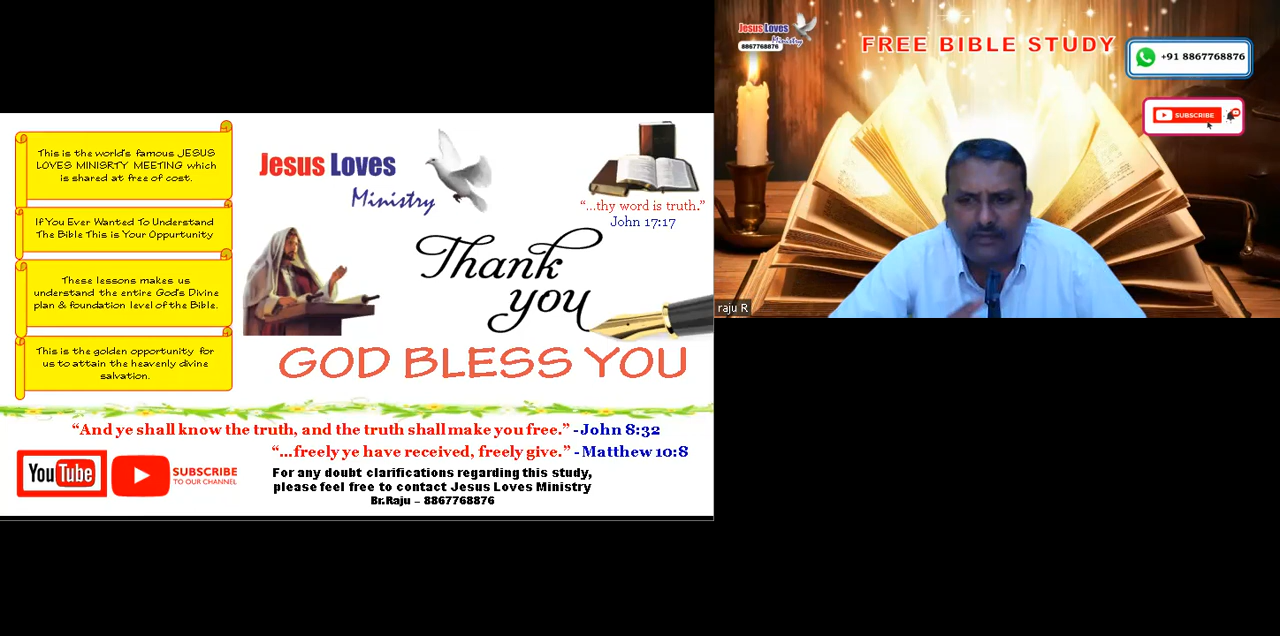 This is the world's famous JESUS
LOVES MINISRTY MEETING which
is shared at free of cost.
If You Ever Wanted To Understand
The Bible This is Your Oppurtunity
These lessons makes us
understand the entire God's Divine
plan & foundation level of the Bible.
This is the golden opportunity for
us to attain the heavenly divine
salvation.
Jesus Loves
Ministry
“...thy word is truth.”
John 17:17
Thank
you
GOD BLESS YOU
“And ye shall know the truth, and the truth shall make you free.” -John 8:32
“...freely ye have received, freely give.” - Matthew 10:8
You Tube
SUBSCRIBE
TO OUR CHANNEL
For any doubt clarifications regarding this study,
please feel free to contact Jesus Loves Ministry
Br.Raju – 8867768876
Jesus Loves
Ministry
8867768876
FREE BIBLE STUDY
+91 8867768876
SUBSCRIBE
raju R